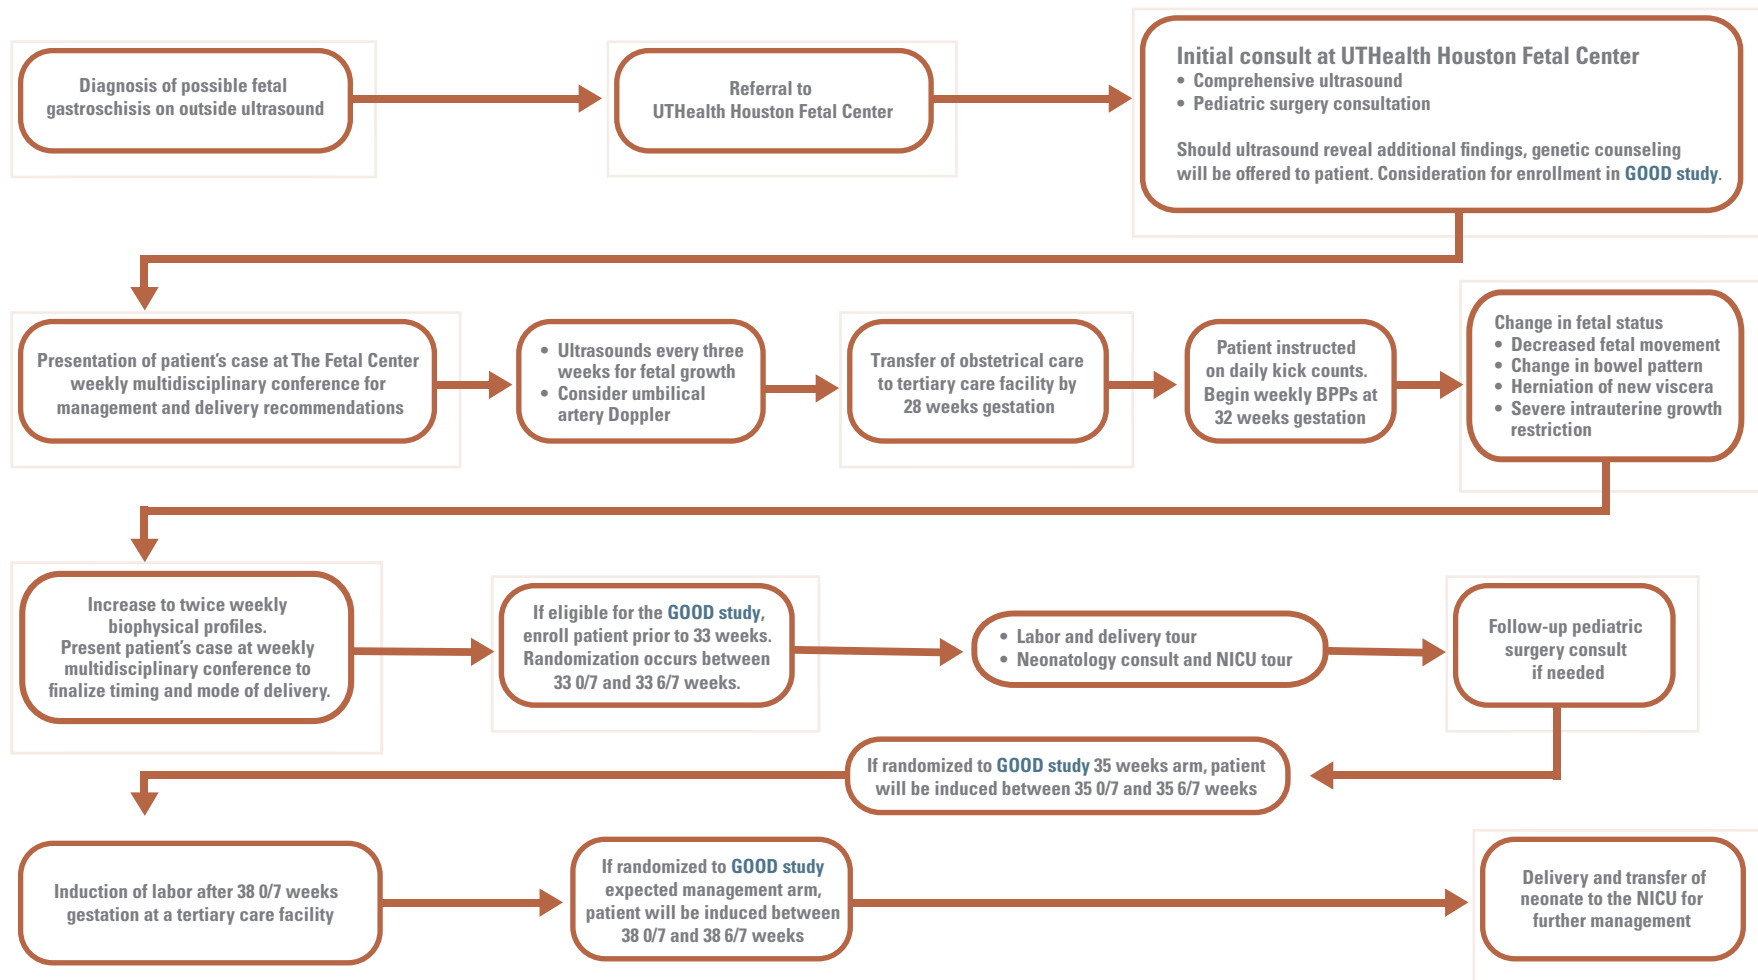 Diagnosis of possible fetal
gastroschisis on outside ultrasound
Referral to
UTHealth Houston Fetal Center
Initial consult at UTHealth Houston Fetal Center
• Comprehensive ultrasound
• Pediatric surgery consultation
Should ultrasound reveal additional findings, genetic counseling
will be offered to patient. Consideration for enrollment in GOOD study.
Presentation of patient’s case at The Fetal Center
weekly multidisciplinary conference for
management and delivery recommendations
• Ultrasounds every three
weeks for fetal growth
• Consider umbilical
artery Doppler
Transfer of obstetrical care
to tertiary care facility by
28 weeks gestation
Patient instructed
on daily kick counts.
Begin weekly BPPs at
32 weeks gestation
Change in fetal status
• Decreased fetal movement
• Change in bowel pattern
• Herniation of new viscera
• Severe intrauterine growth
restriction
Increase to twice weekly
biophysical profiles.
Present patient’s case at weekly
multidisciplinary conference to
finalize timing and mode of delivery.
If eligible for the GOOD study,
enroll patient prior to 33 weeks.
Randomization occurs between
33 0/7 and 33 6/7 weeks.
• Labor and delivery tour
• Neonatology consult and NICU tour
Follow-up pediatric
surgery consult
if needed
If randomized to GOOD study 35 weeks arm, patient
will be induced between 35 0/7 and 35 6/7 weeks
Induction of labor after 38 0/7 weeks
gestation at a tertiary care facility
If randomized to GOOD study
expected management arm,
patient will be induced between
38 0/7 and 38 6/7 weeks
Delivery and transfer of
neonate to the NICU for
further management